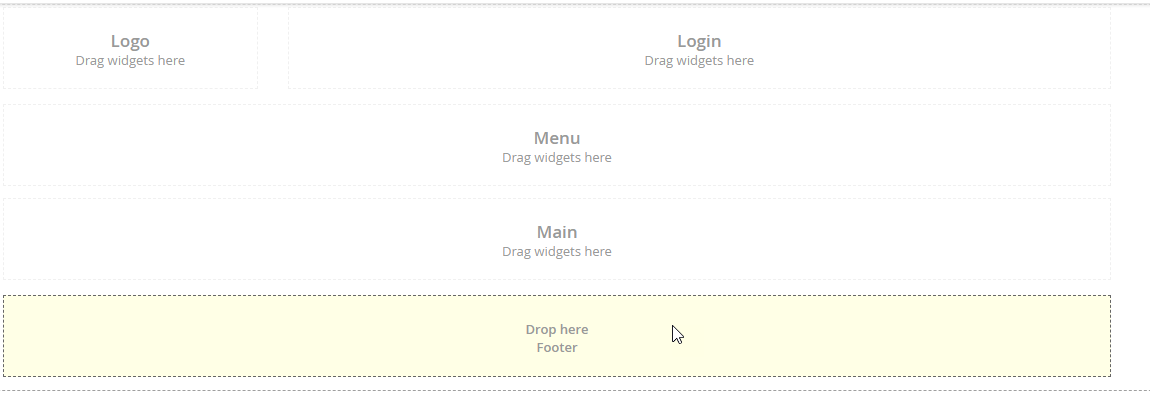 Logo
Drag widgets here
Login
Drag widgets here
Menu
Drag widgets here
Main
Drag widgets here
Drop here
Footer